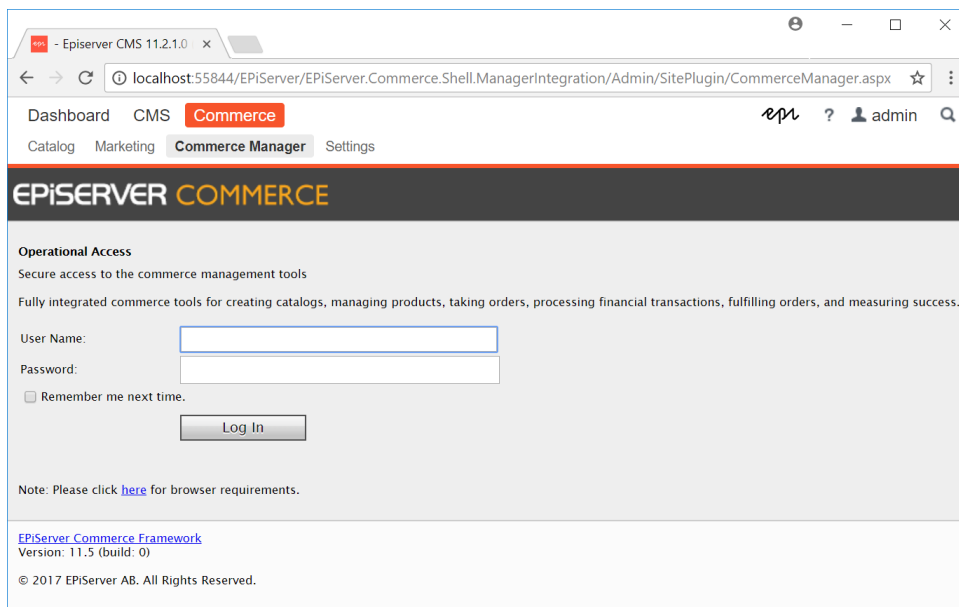 epi - Episerver CMS 11.2.1.0
localhost:55844/EPiServer/EPiServer.Commerce.Shell.ManagerIntegration/Admin/SitePlugin/CommerceManager.aspx
Dashboard CMS Commerce epi ? admin
Catalog Marketing Commerce Manager Settings
EPiSERVER COMMERCE
Operational Access
Secure access to the commerce management tools
Fully integrated commerce tools for creating catalogs, managing products, taking orders, processing financial transactions, fulfilling orders, and measuring success.
User Name:
Password:
Remember me next time.
Log In
Note: Please click here for browser requirements.
EPiServer Commerce Framework
Version: 11.5 (build: 0)
© 2017 EPiServer AB. All Rights Reserved.